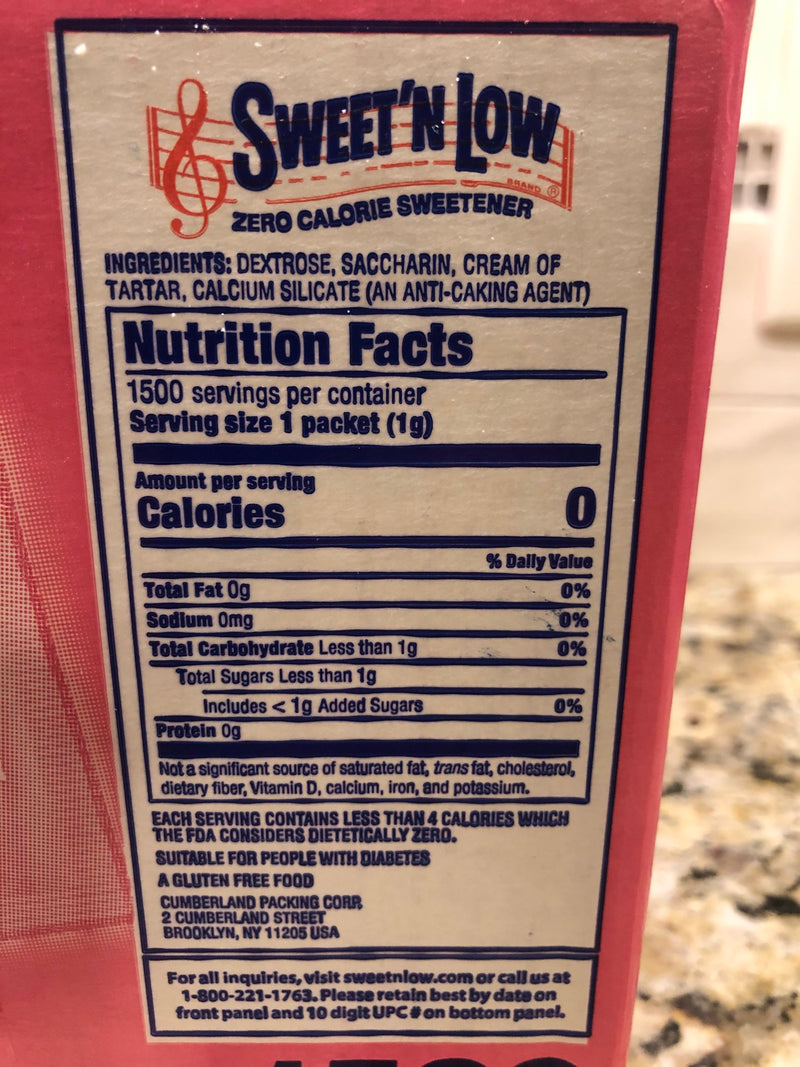 SWEET'N LOW
BRAND ®
ZERO CALORIE SWEETENER
INGREDIENTS: DEXTROSE, SACCHARIN, CREAM OF
TARTAR, CALCIUM SILICATE (AN ANTI-CAKING AGENT)
Nutrition Facts
1500 servings per container
Serving size 1 packet (1g)
Amount per serving
Calories 0
% Daily Value
Total Fat 0g 0%
Sodium 0mg 0%
Total Carbohydrate Less than 1g 0%
Total Sugars Less than 1g
Includes < 1g Added Sugars 0%
Protein 0g
Not a significant source of saturated fat, trans fat, cholesterol,
dietary fiber, Vitamin D, calcium, iron, and potassium.
EACH SERVING CONTAINS LESS THAN 4 CALORIES WHICH
THE FDA CONSIDERS DIETETICALLY ZERO.
SUITABLE FOR PEOPLE WITH DIABETES
A GLUTEN FREE FOOD
CUMBERLAND PACKING CORP.
2 CUMBERLAND STREET
BROOKLYN, NY 11205 USA
For all inquiries, visit sweetnlow.com or call us at
1-800-221-1763. Please retain best by date on
front panel and 10 digit UPC # on bottom panel.